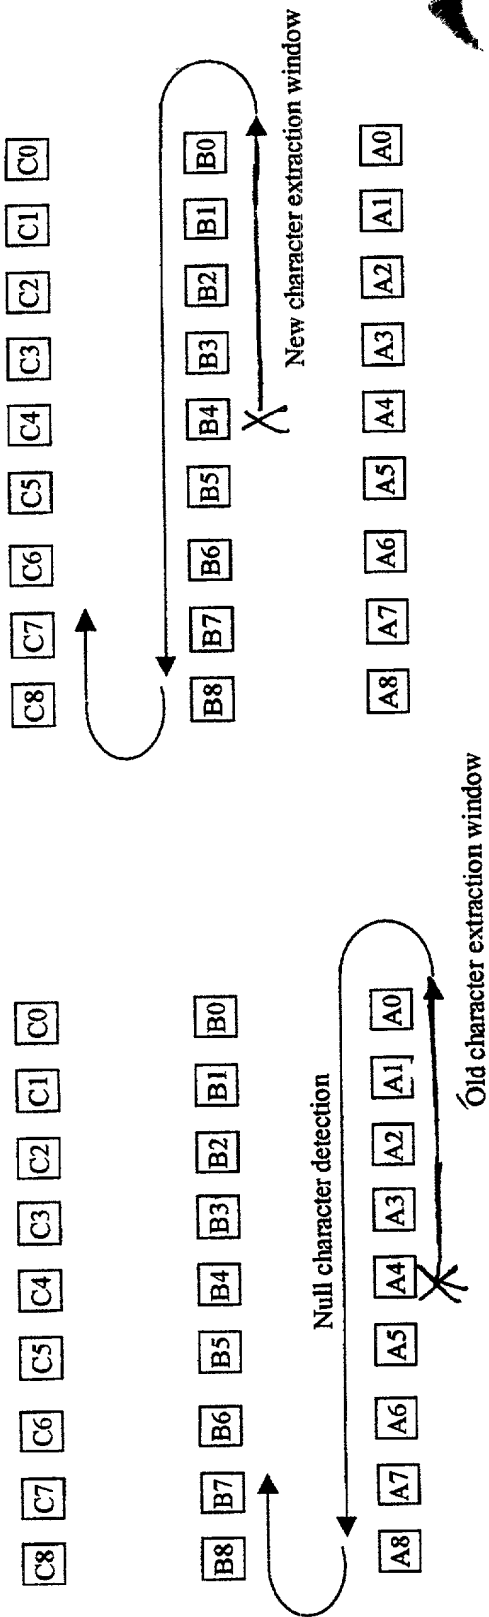 C8 C7 C6 C5 C4 C3 C2 C1 C0
B8 B7 B6 B5 B4 B3 B2 B1 B0
Null character detection
A8 A7 A6 A5 A4 A3 A2 A1 A0
Old character extraction window
C8 C7 C6 C5 C4 C3 C2 C1 C0
B8 B7 B6 B5 B4 B3 B2 B1 B0
New character extraction window
A8 A7 A6 A5 A4 A3 A2 A1 A0